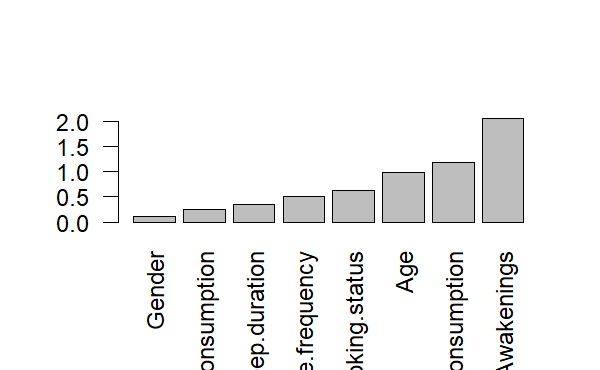 2.0
1.5
1.0
0.5
0.0
Gender
onsumption
ep.duration
e.frequency
oking.status
Age
onsumption
Awakenings